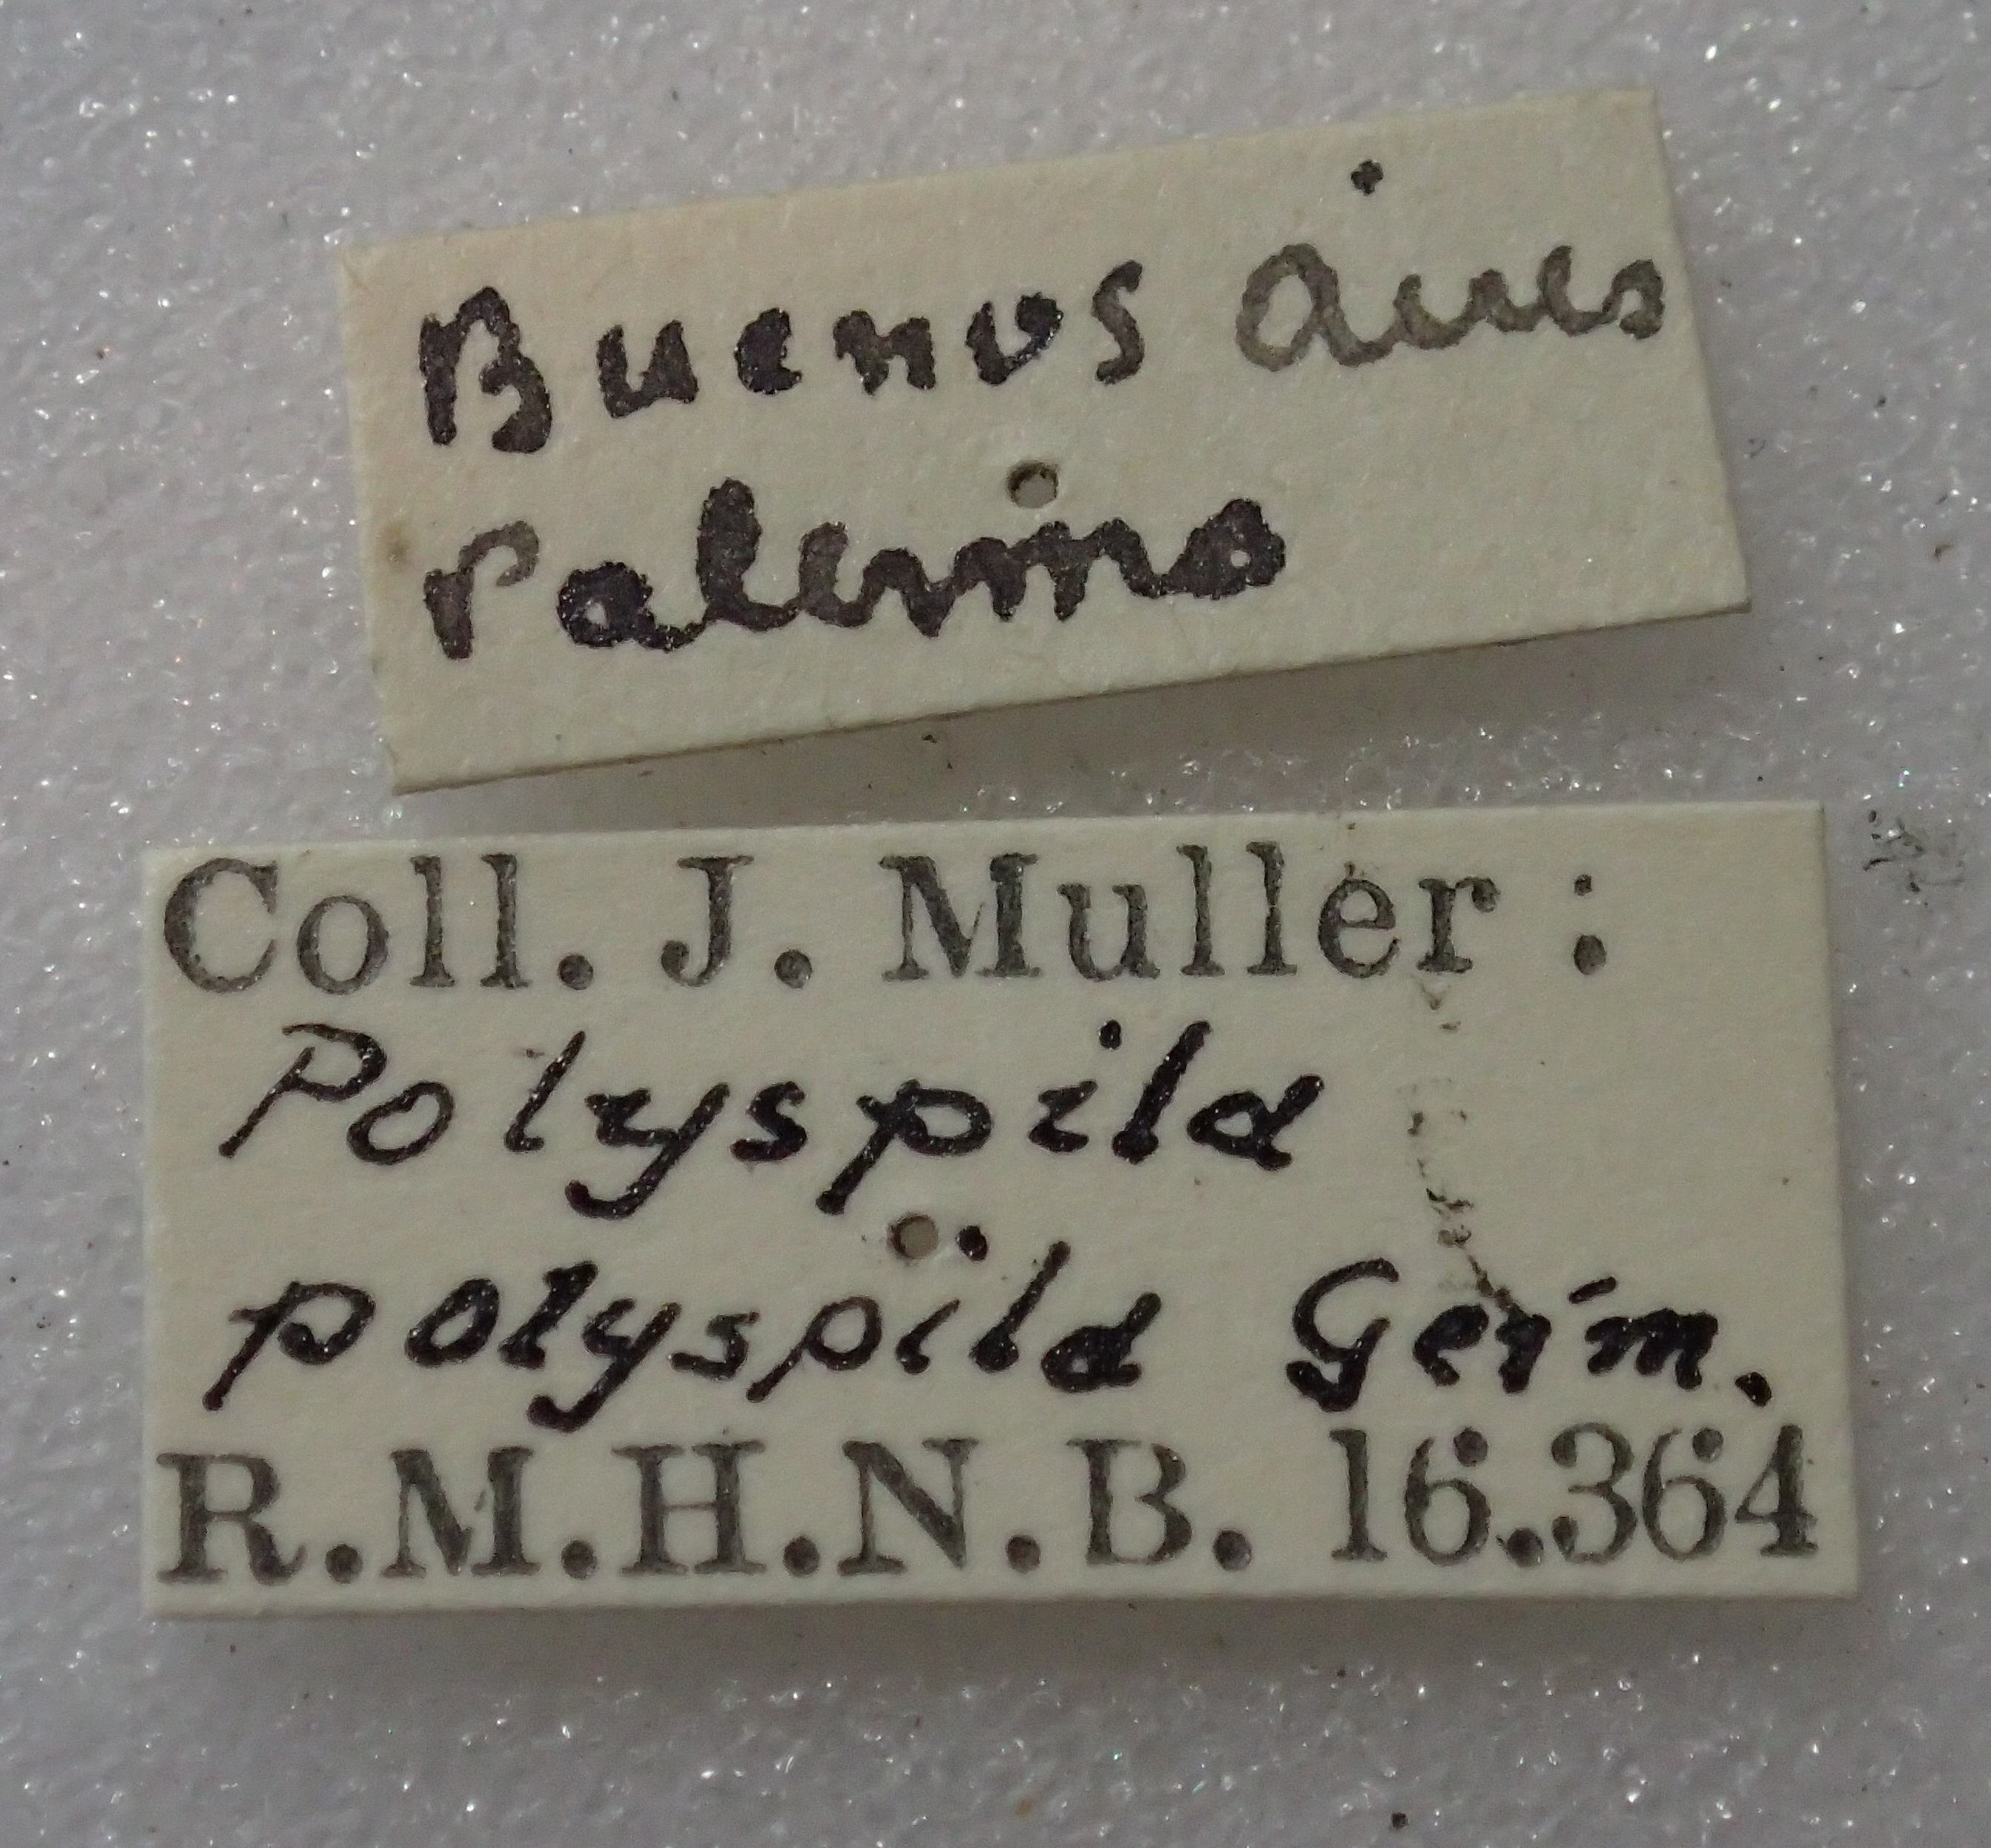 Buenos Aires
Palermo
Coll. J. Muller :
Polyspila
polyspila Germ.
R.M.H.N.B. 16.364